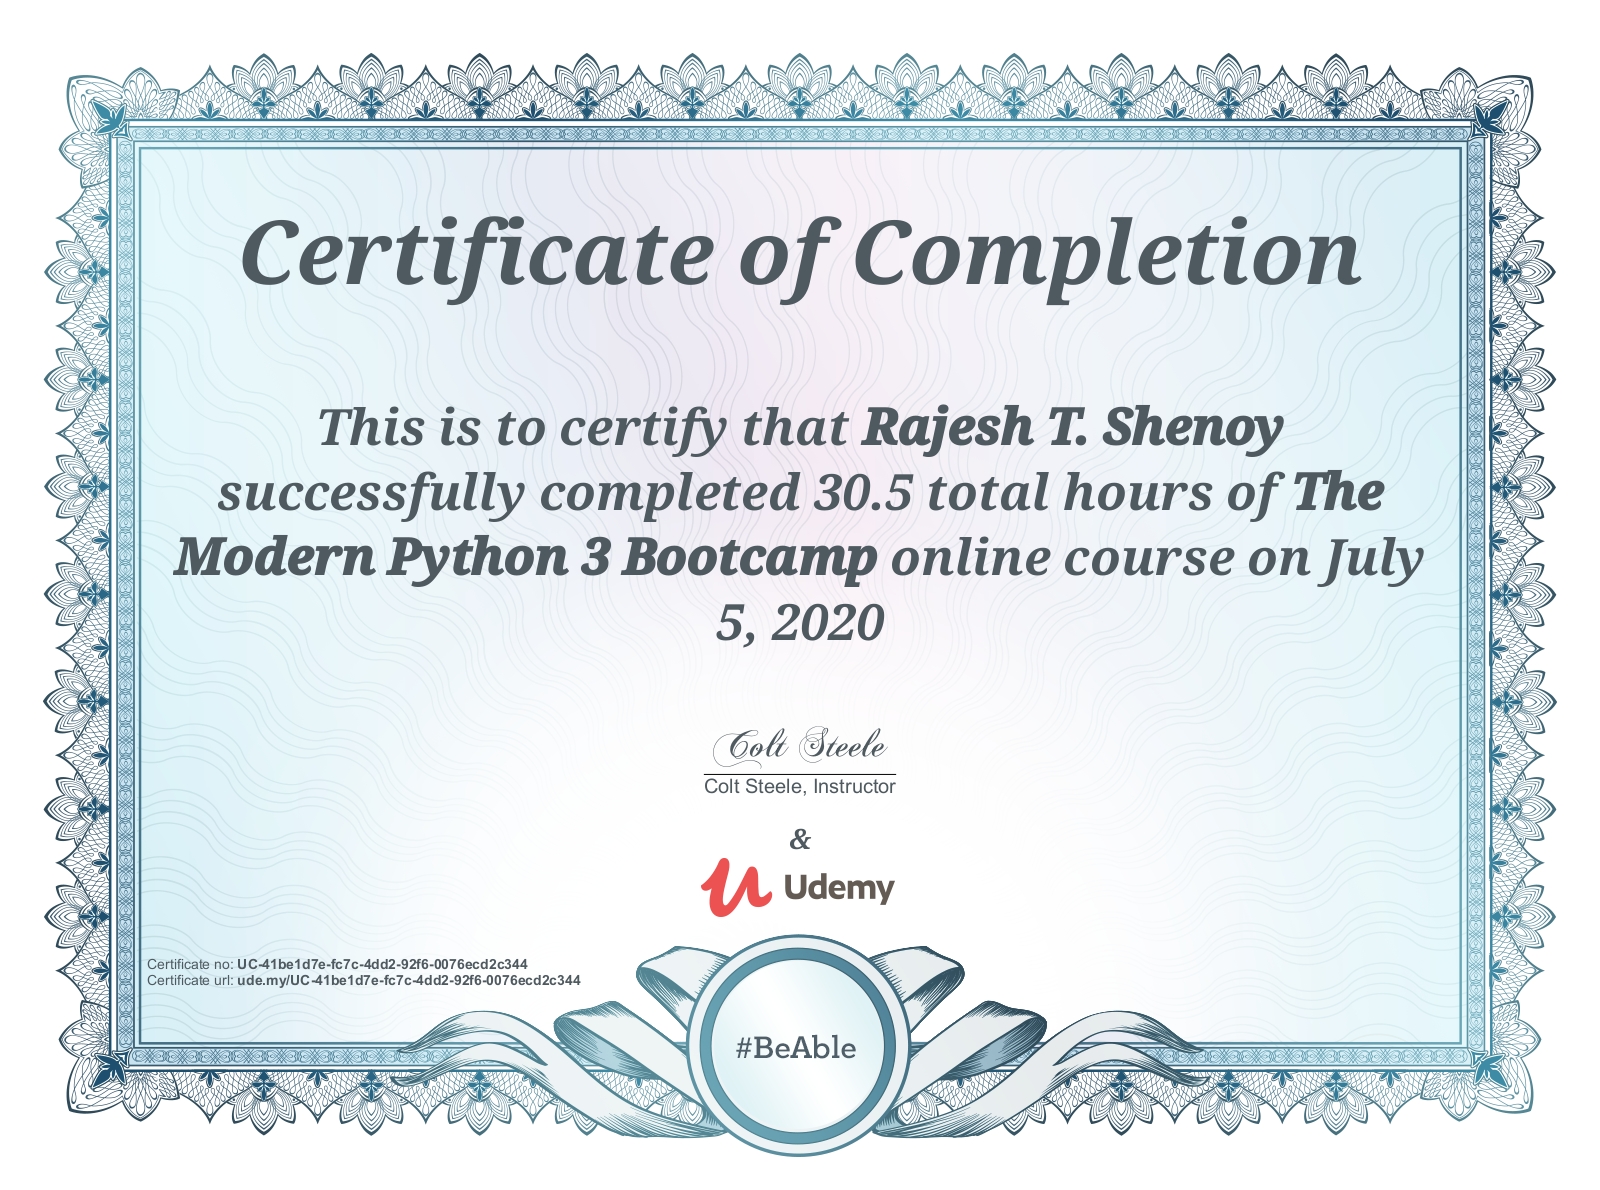 Certificate of Completion
This is to certify that Rajesh T. Shenoy
successfully completed 30.5 total hours of The
Modern Python 3 Bootcamp online course on July
5, 2020
Colt Steele
Colt Steele, Instructor
&
Udemy
Certificate no: UC-41be1d7e-fc7c-4dd2-92f6-0076ecd2c344
Certificate url: ude.my/UC-41be1d7e-fc7c-4dd2-92f6-0076ecd2c344
#BeAble